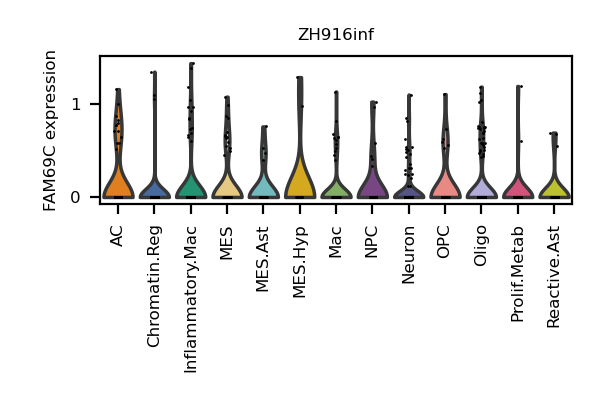 ZH916inf
FAM69C expression
1
0
AC
Chromatin.Reg
Inflammatory.Mac
MES
MES.Ast
MES.Hyp
Mac
NPC
Neuron
OPC
Oligo
Prolif.Metab
Reactive.Ast